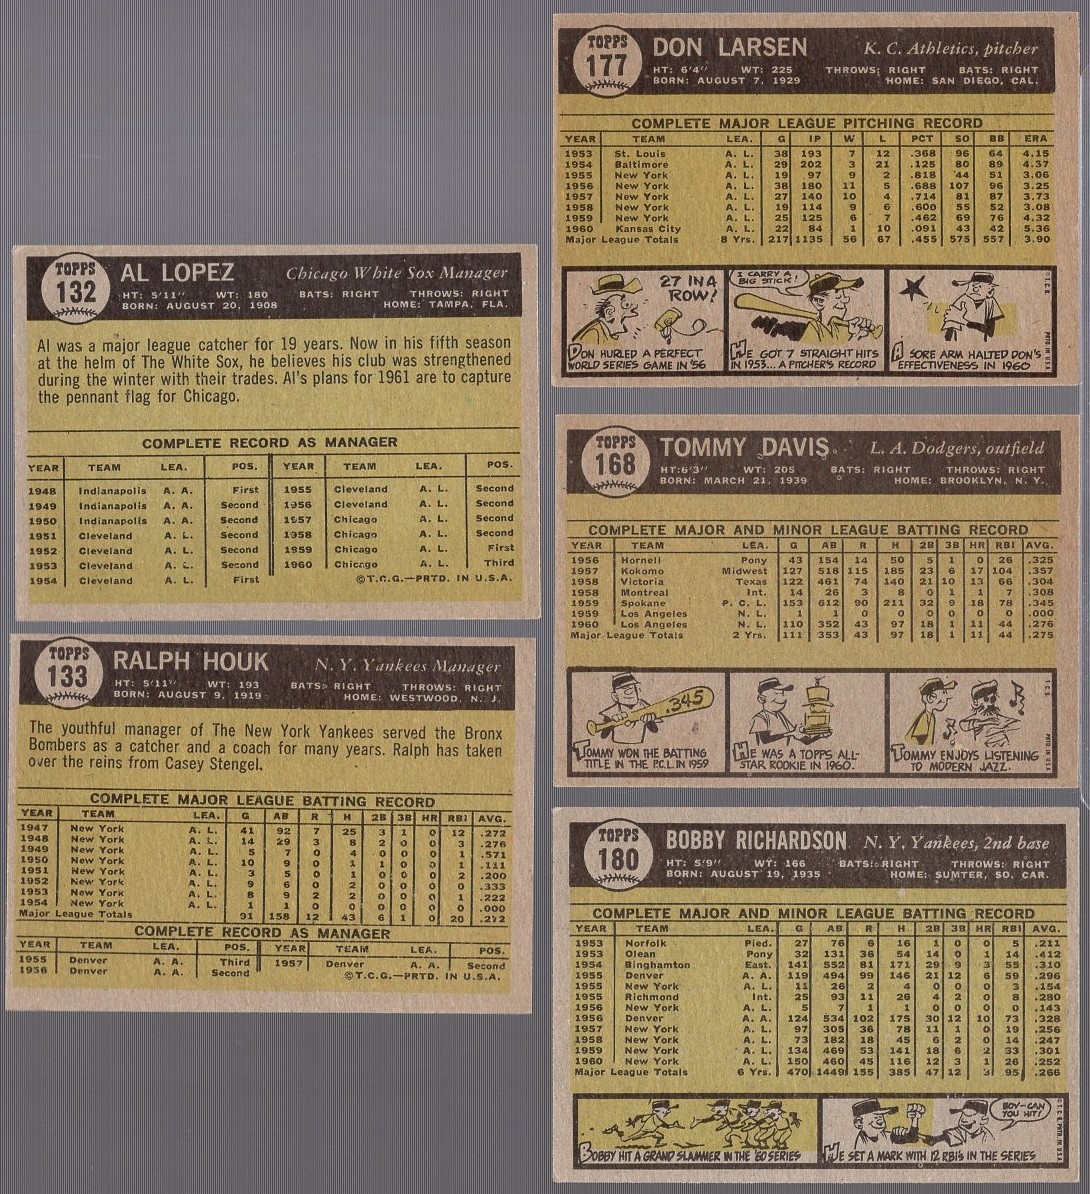 TOPPS
132
AL LOPEZ Chicago White Sox Manager
HT: 5'11" WT: 180 BATS: RIGHT THROWS: RIGHT
BORN: AUGUST 20, 1908 HOME: TAMPA, FLA.
Al was a major league catcher for 19 years. Now in his fifth season
at the helm of The White Sox, he believes his club was strengthened
during the winter with their trades. Al's plans for 1961 are to capture
the pennant flag for Chicago.
COMPLETE RECORD AS MANAGER
YEAR TEAM LEA. POS. YEAR TEAM LEA. POS.
1948 Indianapolis A. A. First 1955 Cleveland A. L. Second
1949 Indianapolis A. A. Second 1956 Cleveland A. L. Second
1950 Indianapolis A. A. Second 1957 Chicago A. L. Second
1951 Cleveland A. L. Second 1958 Chicago A. L. Second
1952 Cleveland A. L. Second 1959 Chicago A. L. First
1953 Cleveland A. L. Second 1960 Chicago A. L. Third
1954 Cleveland A. L. First ©T.C.G.—PRTD. IN U.S.A.
TOPPS
133
RALPH HOUK N. Y. Yankees Manager
HT: 5'11" WT: 193 BATS: RIGHT THROWS: RIGHT
BORN: AUGUST 9, 1919 HOME: WESTWOOD, N. J.
The youthful manager of The New York Yankees served the Bronx
Bombers as a catcher and a coach for many years. Ralph has taken
over the reins from Casey Stengel.
COMPLETE MAJOR LEAGUE BATTING RECORD
YEAR TEAM LEA. G AB R H 2B 3B HR RBI AVG.
1947 New York A. L. 41 92 7 25 3 1 0 12 .272
1948 New York A. L. 14 29 3 8 2 0 0 3 .276
1949 New York A. L. 5 7 0 4 0 0 0 1 .571
1950 New York A. L. 10 9 0 1 1 0 0 1 .111
1951 New York A. L. 3 5 0 1 0 0 0 2 .200
1952 New York A. L. 9 6 0 2 0 0 0 0 .333
1953 New York A. L. 8 9 2 2 0 0 0 1 .222
1954 New York A. L. 1 1 0 0 0 0 0 0 .000
Major League Totals 91 158 12 43 6 1 0 20 .272
COMPLETE RECORD AS MANAGER
YEAR TEAM LEA. POS. YEAR TEAM LEA. POS.
1955 Denver A. A. Third 1957 Denver A. A. Second
1956 Denver A. A. Second ©T.C.G.—PRTD. IN U.S.A.
TOPPS
177
DON LARSEN K. C. Athletics, pitcher
HT: 6'4" WT: 225 THROWS: RIGHT BATS: RIGHT
BORN: AUGUST 7, 1929 HOME: SAN DIEGO, CAL.
COMPLETE MAJOR LEAGUE PITCHING RECORD
YEAR TEAM LEA. G IP W L PCT SO BB ERA
1953 St. Louis A. L. 38 193 7 12 .368 96 64 4.15
1954 Baltimore A. L. 29 202 3 21 .125 80 89 4.37
1955 New York A. L. 19 97 9 2 .818 44 51 3.06
1956 New York A. L. 38 180 11 5 .688 107 96 3.25
1957 New York A. L. 27 140 10 4 .714 81 87 3.73
1958 New York A. L. 19 114 9 6 .600 55 52 3.08
1959 New York A. L. 25 125 6 7 .462 69 76 4.32
1960 Kansas City A. L. 22 84 1 10 .091 43 42 5.36
Major League Totals 8 Yrs. 217 1135 56 67 .455 575 557 3.90
27 IN A
ROW!
DON HURLED A PERFECT
WORLD SERIES GAME IN '56
I CARRY A
BIG STICK!
HE GOT 7 STRAIGHT HITS
IN 1953... A PITCHER'S RECORD
A SORE ARM HALTED DON'S
EFFECTIVENESS IN 1960
T.C.G. PRTD. IN U.S.A.
TOPPS
168
TOMMY DAVIS L. A. Dodgers, outfield
HT: 6'3" WT: 205 BATS: RIGHT THROWS: RIGHT
BORN: MARCH 21, 1939 HOME: BROOKLYN, N. Y.
COMPLETE MAJOR AND MINOR LEAGUE BATTING RECORD
YEAR TEAM LEA. G AB R H 2B 3B HR RBI AVG.
1956 Hornell Pony 43 154 14 50 5 1 0 26 .325
1957 Kokomo Midwest 127 518 115 185 23 6 17 104 .357
1958 Victoria Texas 122 461 74 140 21 10 13 66 .304
1958 Montreal Int. 14 26 3 8 0 1 1 7 .308
1959 Spokane P. C. L. 153 612 90 211 32 9 18 78 .345
1959 Los Angeles N. L. 1 1 0 0 0 0 0 0 .000
1960 Los Angeles N. L. 110 352 43 97 18 1 11 44 .276
Major League Totals 2 Yrs. 111 353 43 97 18 1 11 44 .275
.345
TOMMY WON THE BATTING
TITLE IN THE P.C.L. IN 1959
HE WAS A TOPPS ALL-
STAR ROOKIE IN 1960.
TOMMY ENJOYS LISTENING
TO MODERN JAZZ.
T.C.G. PRTD. IN U.S.A.
TOPPS
180
BOBBY RICHARDSON N. Y. Yankees, 2nd base
HT: 5'9" WT: 166 BATS: RIGHT THROWS: RIGHT
BORN: AUGUST 19, 1935 HOME: SUMTER, SO. CAR.
COMPLETE MAJOR AND MINOR LEAGUE BATTING RECORD
YEAR TEAM LEA. G AB R H 2B 3B HR RBI AVG.
1953 Norfolk Pied. 27 76 6 16 1 0 0 5 .211
1953 Olean Pony 32 131 36 54 14 0 1 14 .412
1954 Binghamton East. 141 552 81 171 29 9 3 55 .310
1955 Denver A. A. 119 494 99 146 21 12 6 59 .296
1955 New York A. L. 11 26 2 4 0 0 0 3 .154
1955 Richmond Int. 25 93 11 26 4 2 0 8 .280
1956 New York A. L. 5 7 1 1 0 0 0 0 .143
1956 Denver A. A. 124 534 102 175 30 12 10 73 .328
1957 New York A. L. 97 305 36 78 11 1 0 19 .256
1958 New York A. L. 73 182 18 45 6 2 0 14 .247
1959 New York A. L. 134 469 53 141 18 6 2 33 .301
1960 New York A. L. 150 460 45 116 12 3 1 26 .252
Major League Totals 6 Yrs. 470 1449 155 385 47 12 3 95 .266
BOBBY HIT A GRAND SLAMMER IN THE '60 SERIES
BOY—CAN
YOU HIT!
HE SET A MARK WITH 12 RBIS IN THE SERIES
©T.C.G. PRTD. IN U.S.A.